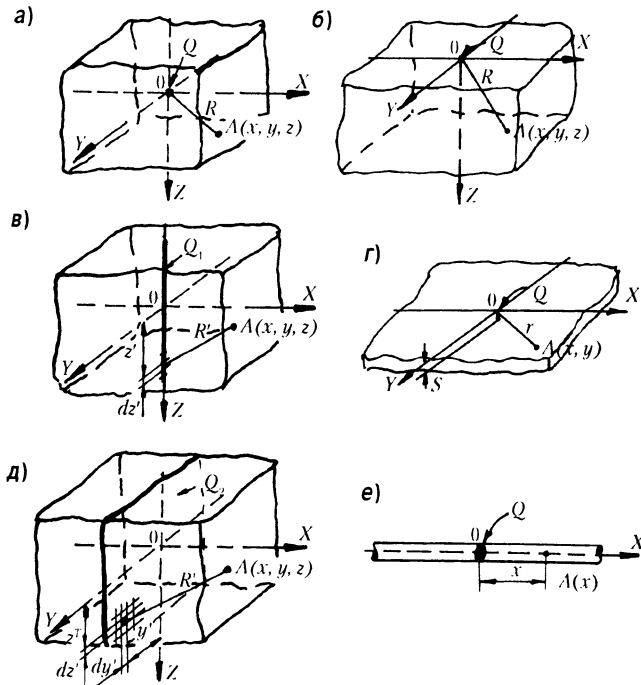 а)
Q
0
X
R
Y
A(x, y, z)
Z
б)
Q
0
X
R
Y
A(x, y, z)
Z
в)
Q₁
0
X
R'
A(x, y, z)
Y
z'
dz'
Z
г)
Q
0
X
r
A(x, y)
Y
S
д)
Q₂
0
X
R'
A(x, y, z)
Y
z'
y'
dz'
dy'
Z
е)
Q
0
X
x
A(x)